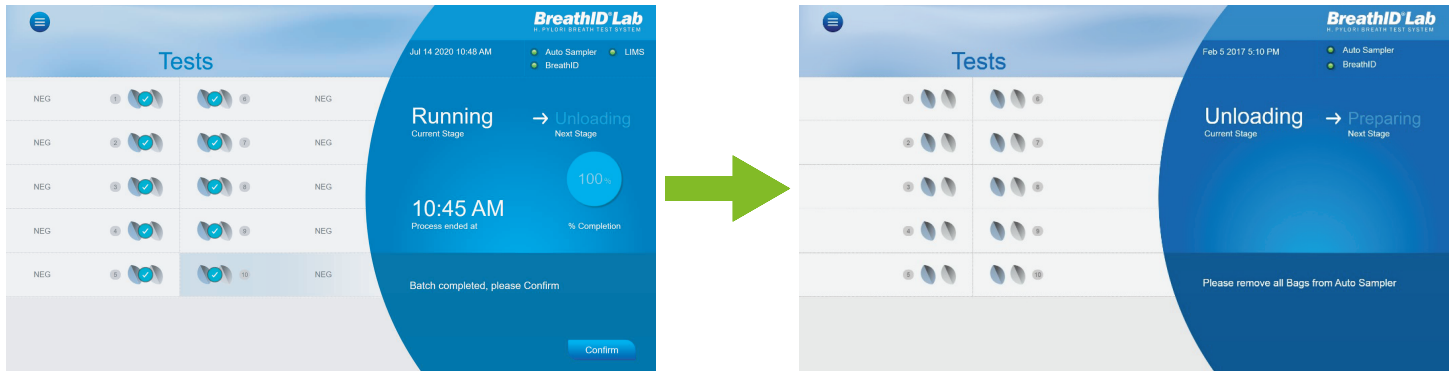 BreathID® Lab
H. PYLORI BREATH TEST SYSTEM
Tests
Jul 14 2020 10:48 AM
Auto Sampler
LIMS
BreathID
NEG 1 6 NEG
NEG 2 7 NEG
NEG 3 8 NEG
NEG 4 9 NEG
NEG 5 10 NEG
Running → Unloading
Current Stage Next Stage
100%
10:45 AM
Process ended at % Completion
Batch completed, please Confirm
Confirm
BreathID® Lab
H. PYLORI BREATH TEST SYSTEM
Tests
Feb 5 2017 5:10 PM
Auto Sampler
BreathID
1 6
2 7
3 8
4 9
5 10
Unloading → Preparing
Current Stage Next Stage
Please remove all Bags from Auto Sampler